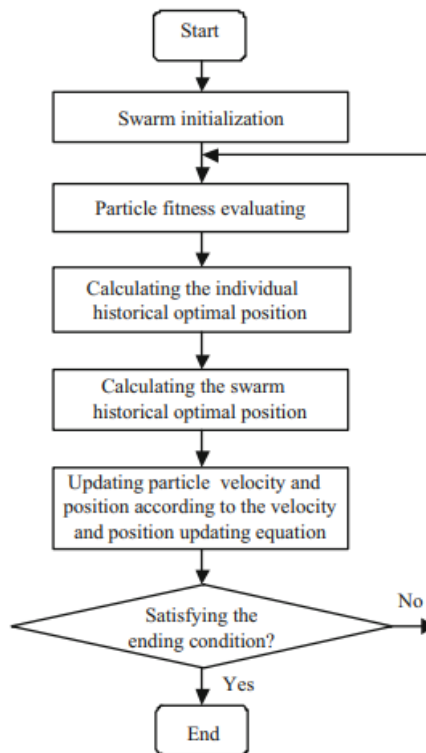 Start
Swarm initialization
Particle fitness evaluating
Calculating the individual
historical optimal position
Calculating the swarm
historical optimal position
Updating particle velocity and
position according to the velocity
and position updating equation
Satisfying the
ending condition?
No
Yes
End